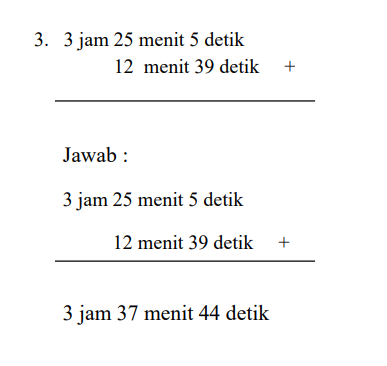 3. 3 jam 25 menit 5 detik
12 menit 39 detik +
Jawab :
3 jam 25 menit 5 detik
12 menit 39 detik +
3 jam 37 menit 44 detik